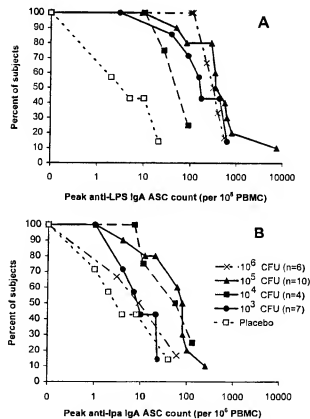 A
Percent of subjects
100
90
80
70
60
50
40
30
20
10
0
0 1 10 100 1000 10000
Peak anti-LPS IgA ASC count (per 10⁶ PBMC)
B
Percent of subjects
100
90
80
70
60
50
40
30
20
10
0
10⁶ CFU (n=6)
10⁵ CFU (n=10)
10⁴ CFU (n=4)
10³ CFU (n=7)
Placebo
0 1 10 100 1000 10000
Peak anti-Ipa IgA ASC count (per 10⁶ PBMC)